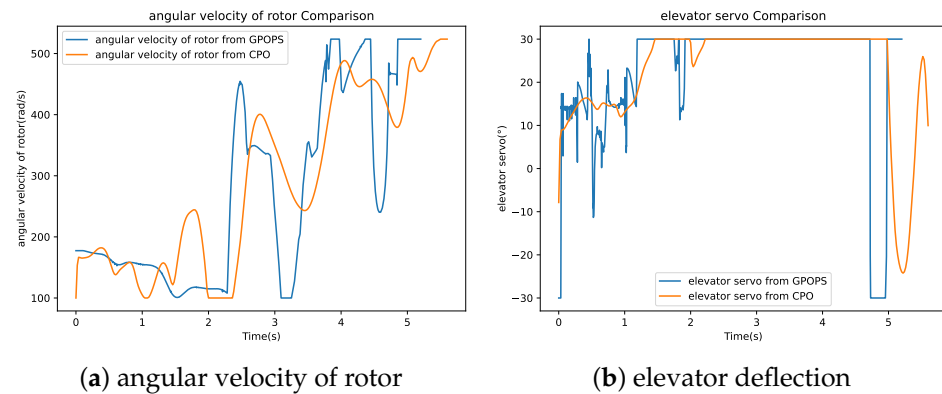 angular velocity of rotor Comparison
angular velocity of rotor from GPOPS
angular velocity of rotor from CPO
500
400
300
200
100
angular velocity of rotor(rad/s)
0 1 2 3 4 5
Time(s)
(a) angular velocity of rotor
elevator servo Comparison
30
20
10
0
−10
−20
−30
elevator servo(°)
elevator servo from GPOPS
elevator servo from CPO
0 1 2 3 4 5
Time(s)
(b) elevator deflection